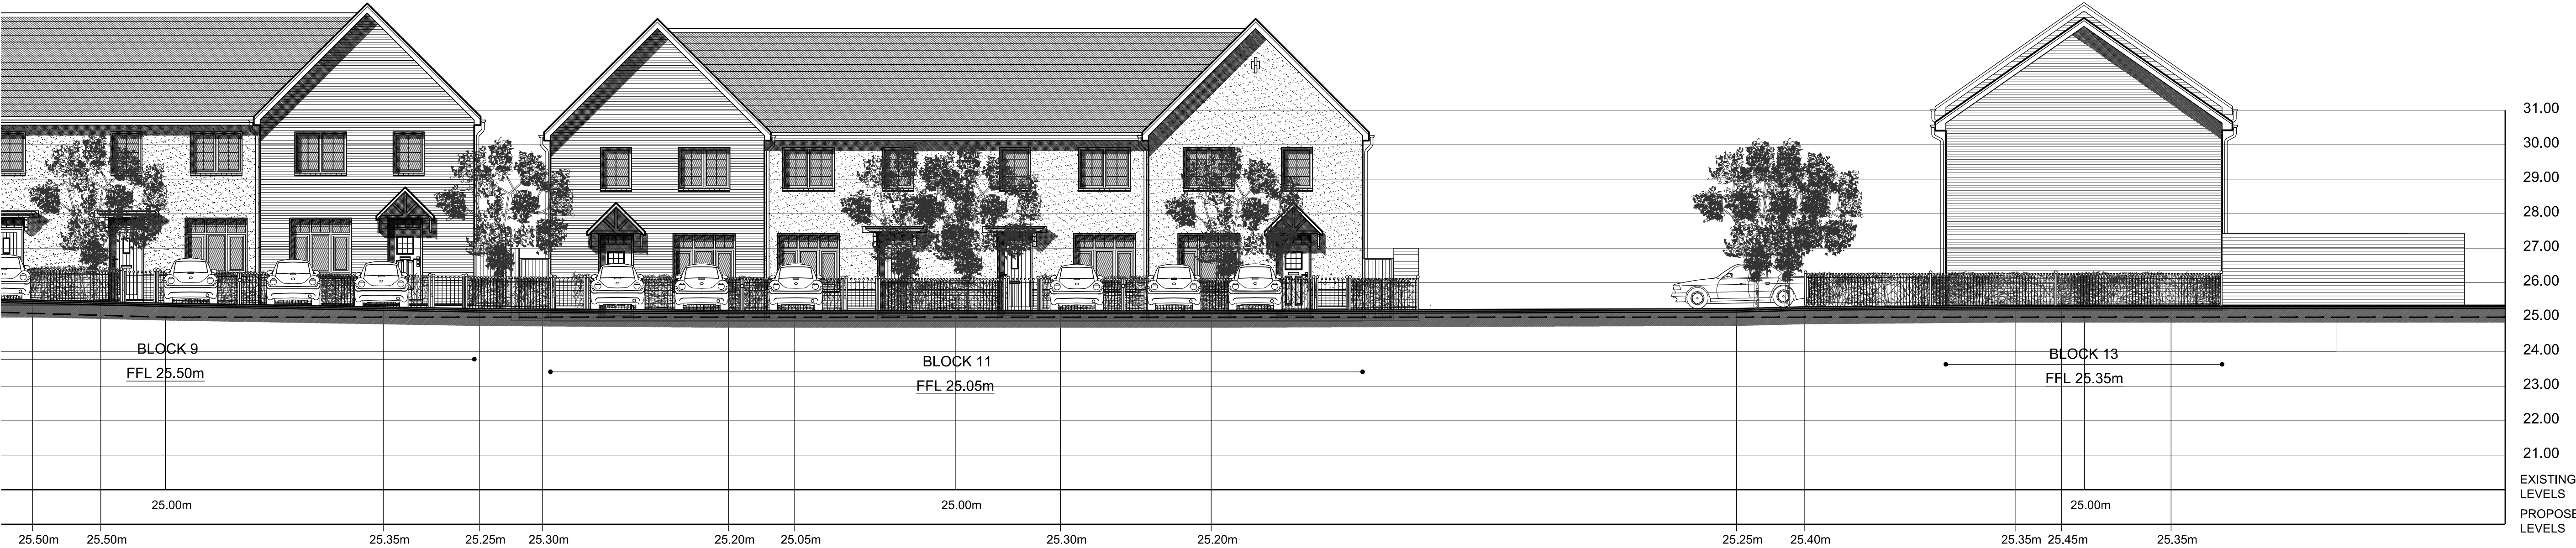 31.00
30.00
29.00
28.00
27.00
26.00
25.00
24.00
23.00
22.00
21.00
BLOCK 9
FFL 25.50m
BLOCK 11
FFL 25.05m
BLOCK 13
FFL 25.35m
EXISTING
LEVELS
25.00m 25.00m 25.00m
PROPOSE
LEVELS
25.50m 25.50m 25.35m 25.25m 25.30m 25.20m 25.05m 25.30m 25.20m 25.25m 25.40m 25.35m 25.45m 25.35m